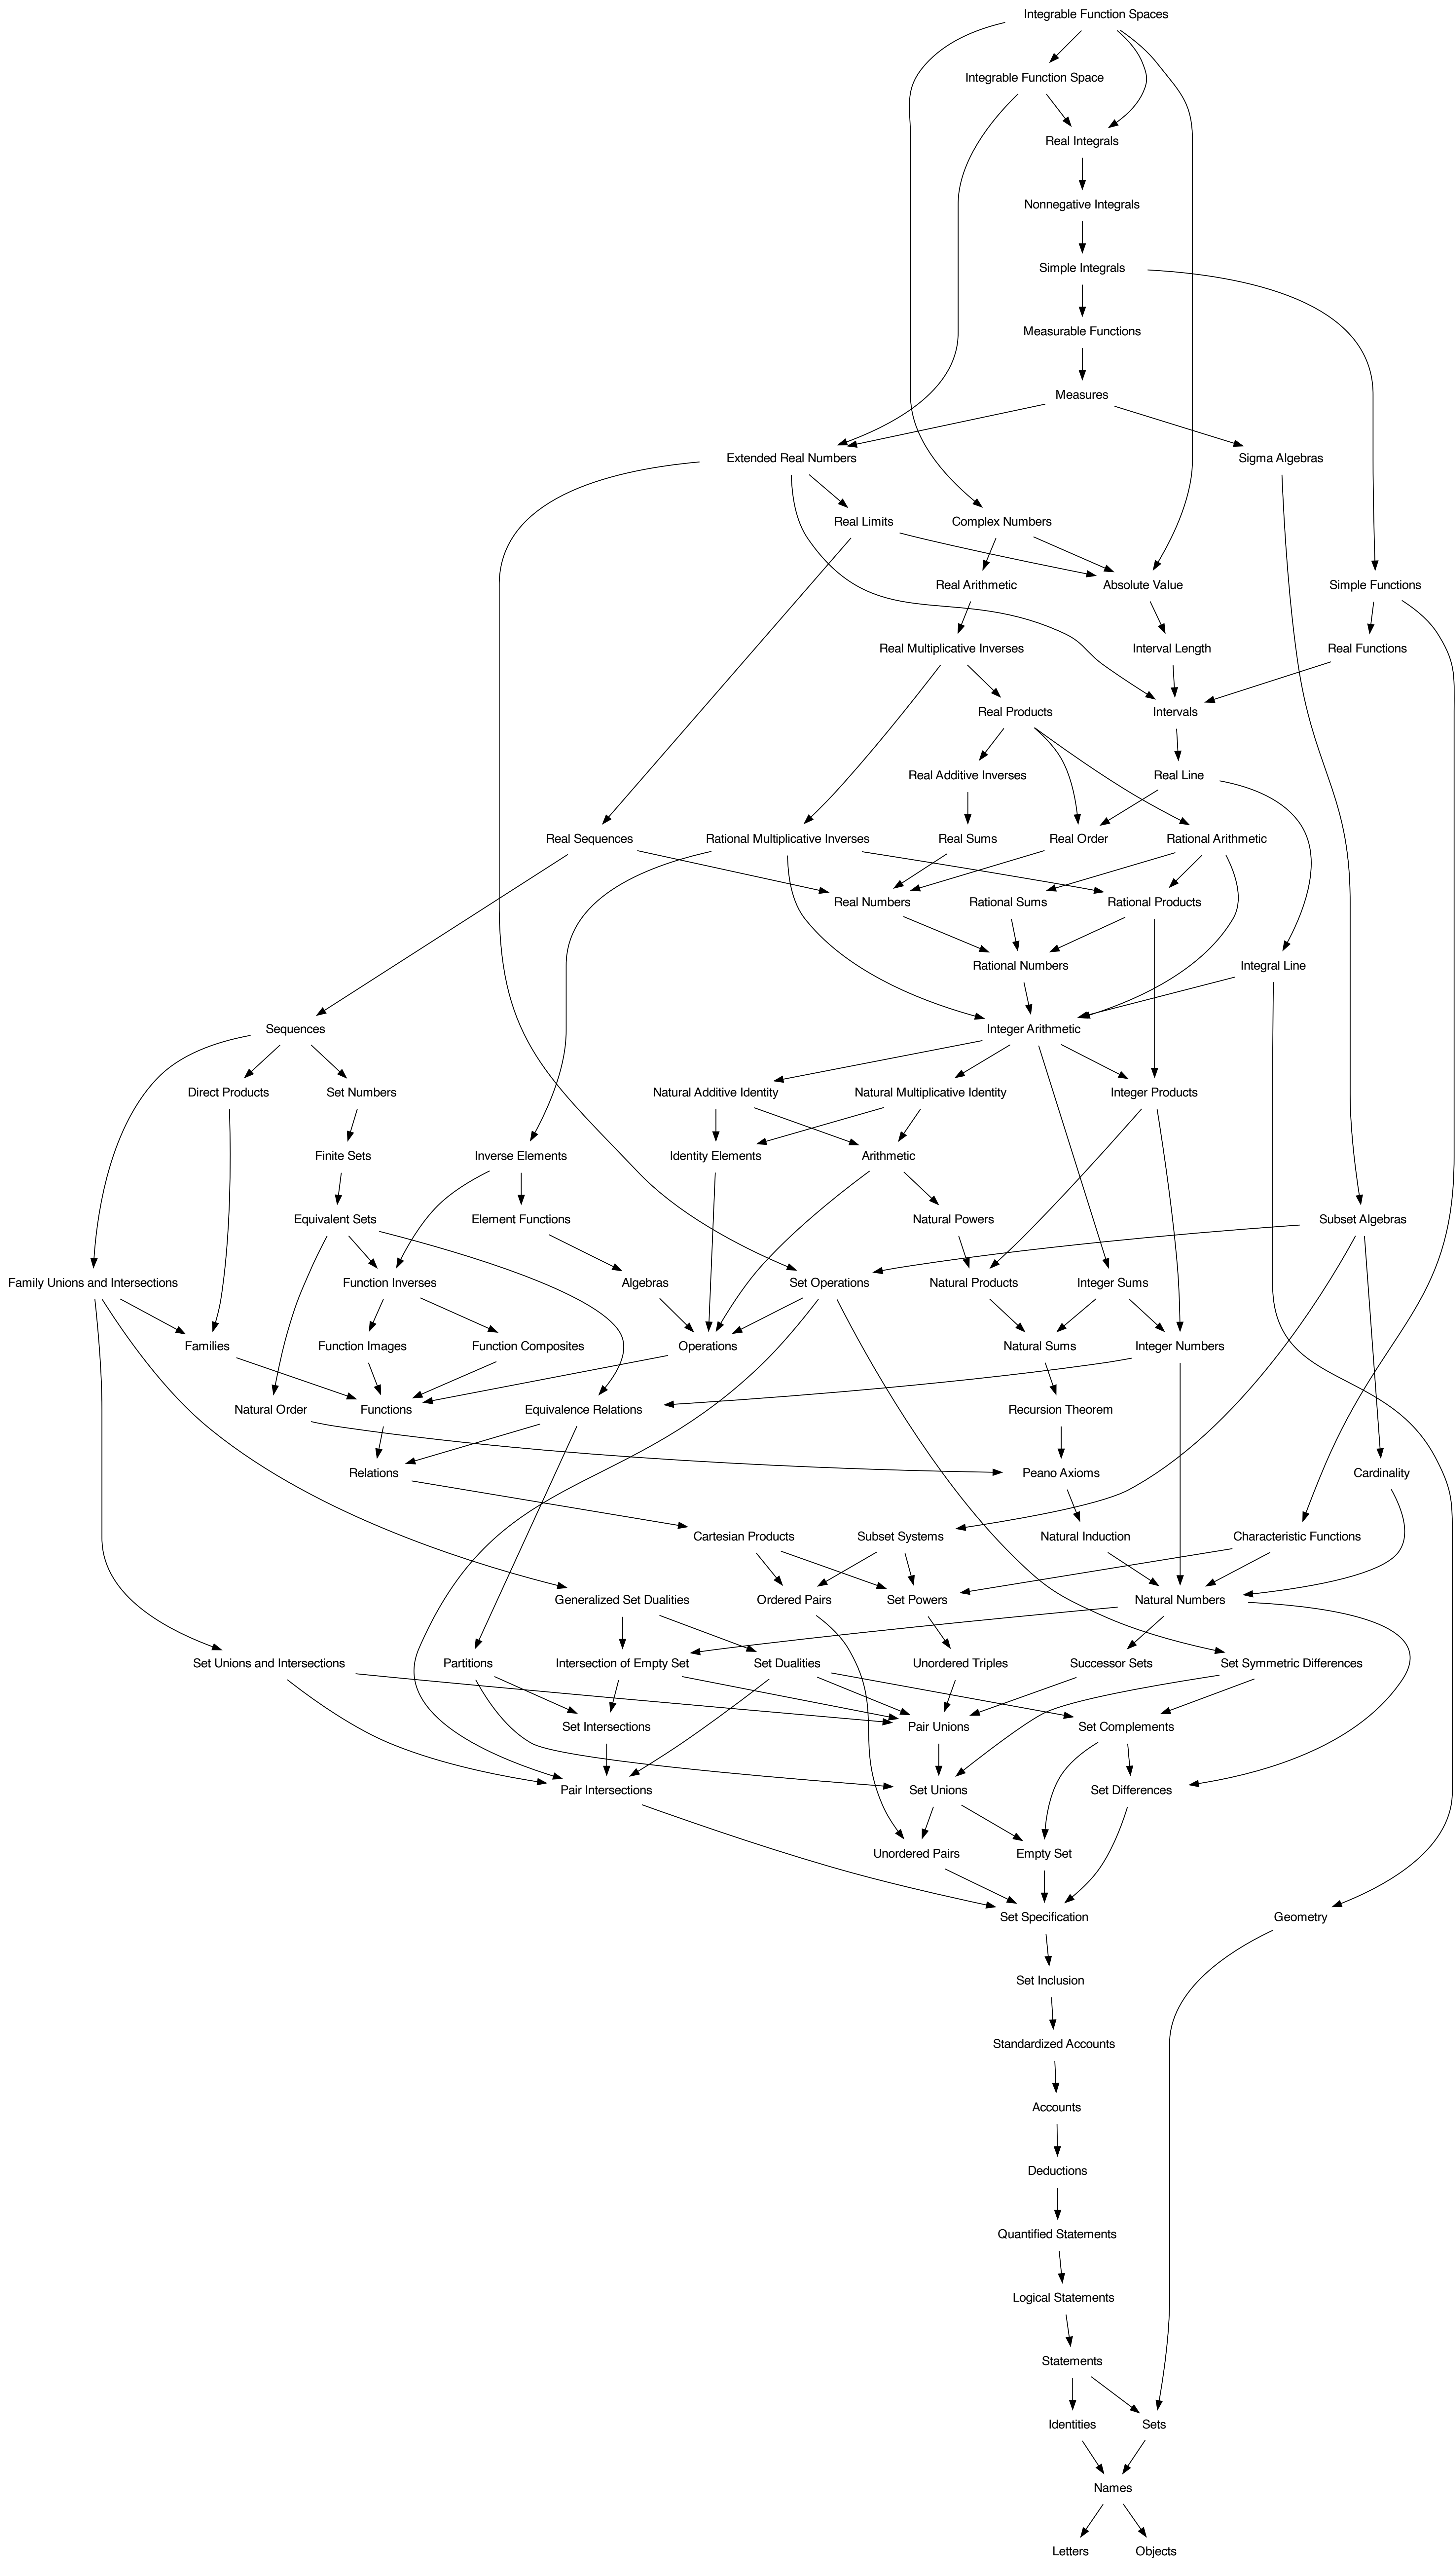 Integrable Function Spaces
Integrable Function Space
Real Integrals
Nonnegative Integrals
Simple Integrals
Measurable Functions
Measures
Extended Real Numbers
Sigma Algebras
Real Limits
Complex Numbers
Real Arithmetic
Absolute Value
Simple Functions
Real Multiplicative Inverses
Interval Length
Real Functions
Real Products
Intervals
Real Additive Inverses
Real Line
Real Sequences
Rational Multiplicative Inverses
Real Sums
Real Order
Rational Arithmetic
Real Numbers
Rational Sums
Rational Products
Rational Numbers
Integral Line
Sequences
Integer Arithmetic
Direct Products
Set Numbers
Natural Additive Identity
Natural Multiplicative Identity
Integer Products
Finite Sets
Inverse Elements
Identity Elements
Arithmetic
Equivalent Sets
Element Functions
Natural Powers
Subset Algebras
Family Unions and Intersections
Function Inverses
Algebras
Set Operations
Natural Products
Integer Sums
Families
Function Images
Function Composites
Operations
Natural Sums
Integer Numbers
Natural Order
Functions
Equivalence Relations
Recursion Theorem
Relations
Peano Axioms
Cardinality
Cartesian Products
Subset Systems
Natural Induction
Characteristic Functions
Generalized Set Dualities
Ordered Pairs
Set Powers
Natural Numbers
Set Unions and Intersections
Partitions
Intersection of Empty Set
Set Dualities
Unordered Triples
Successor Sets
Set Symmetric Differences
Set Intersections
Pair Unions
Set Complements
Pair Intersections
Set Unions
Set Differences
Unordered Pairs
Empty Set
Set Specification
Geometry
Set Inclusion
Standardized Accounts
Accounts
Deductions
Quantified Statements
Logical Statements
Statements
Identities
Sets
Names
Letters
Objects